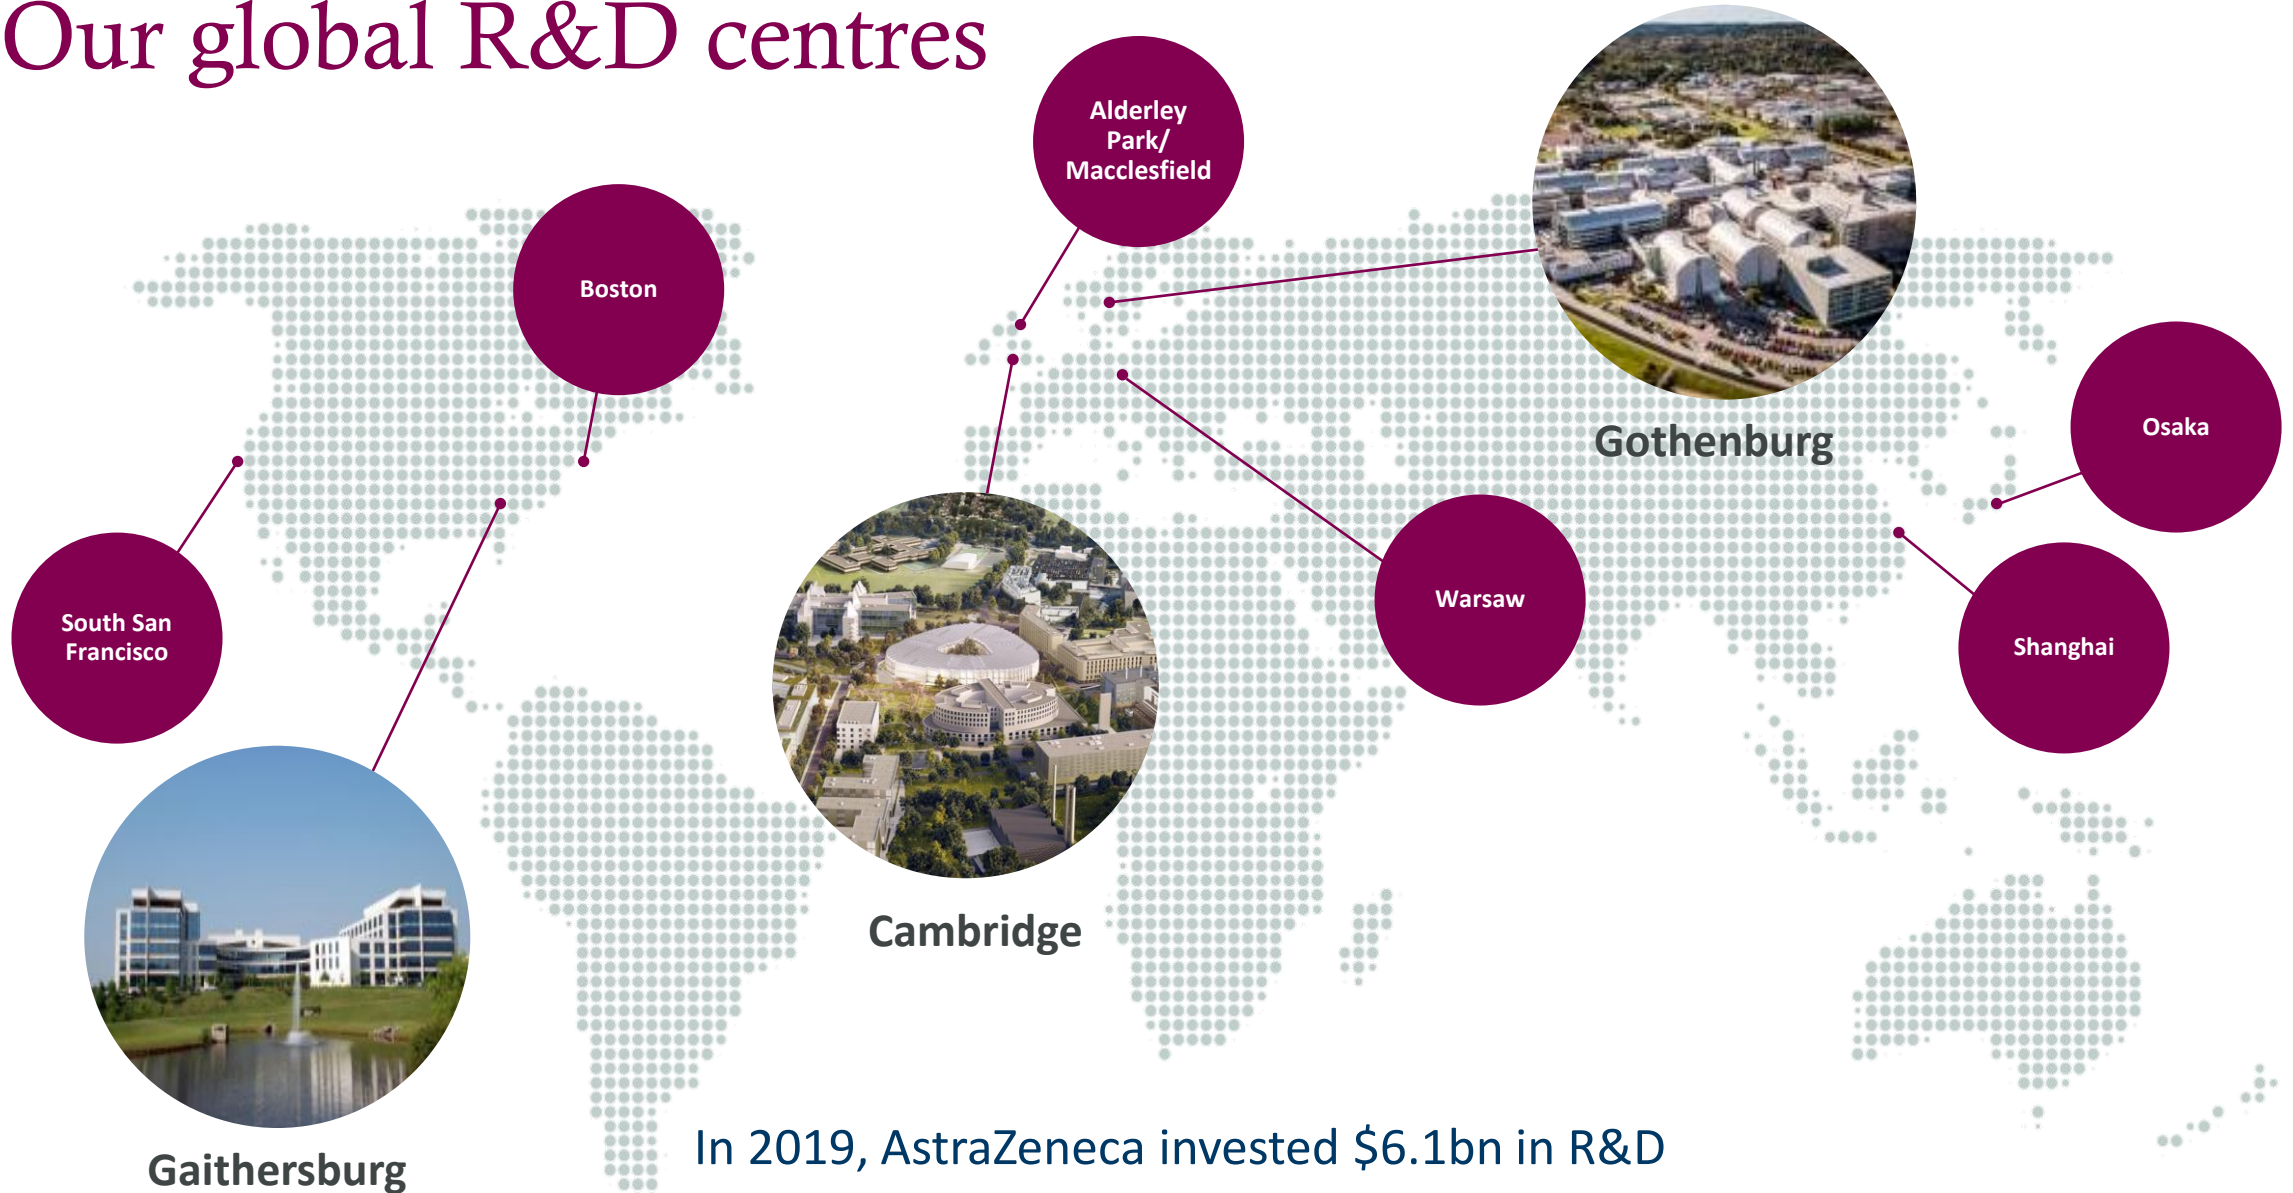 Our global R&D centres
Alderley
Park/
Macclesfield
Boston
Gothenburg
Osaka
South San
Francisco
Warsaw
Shanghai
Cambridge
Gaithersburg
In 2019, AstraZeneca invested $6.1bn in R&D